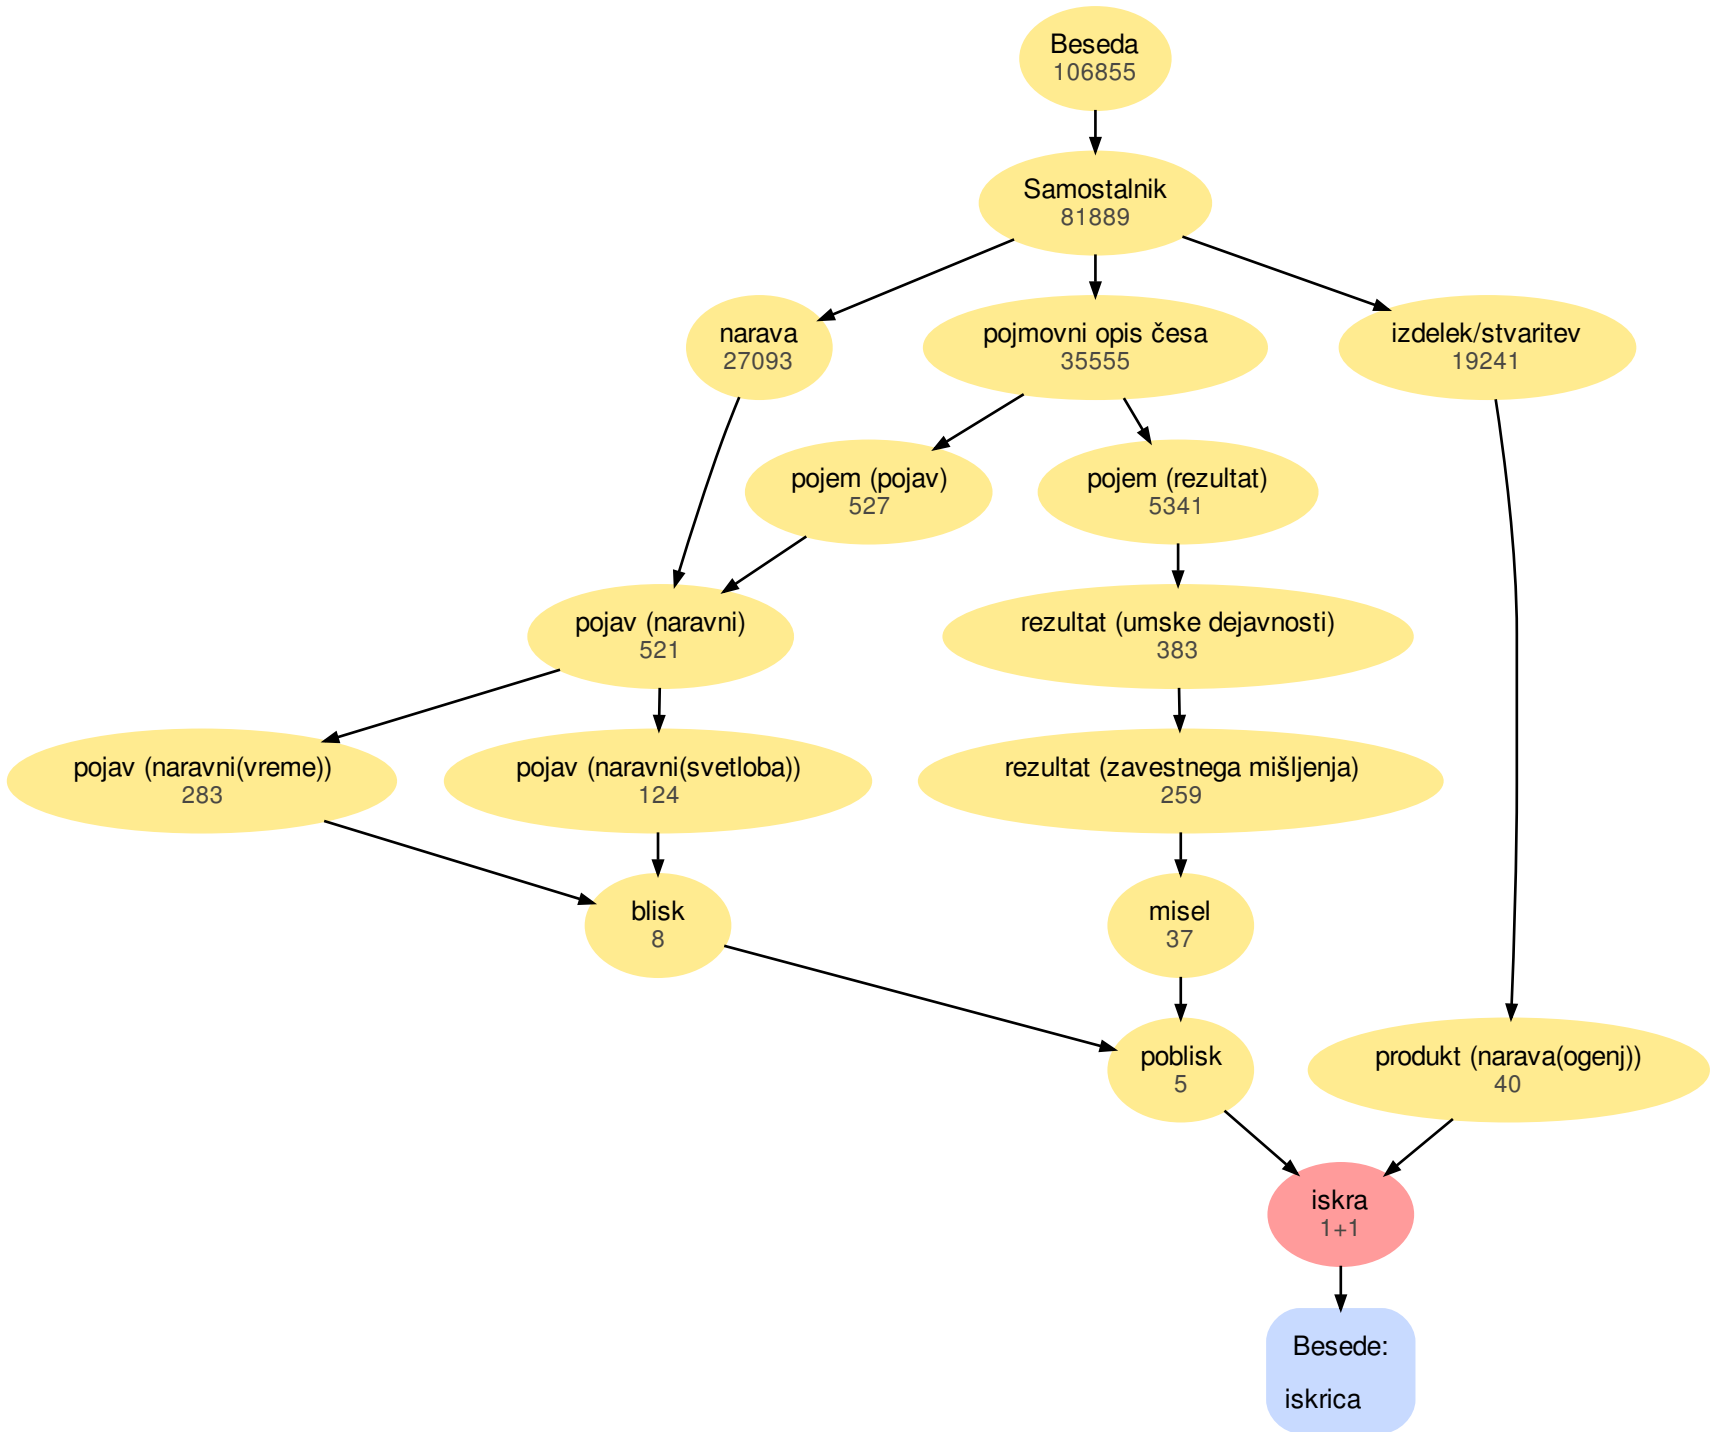 Beseda
106855
Samostalnik
81889
narava
27093
pojmovni opis česa
35555
izdelek/stvaritev
19241
pojem (pojav)
527
pojem (rezultat)
5341
pojav (naravni)
521
rezultat (umske dejavnosti)
383
pojav (naravni(vreme))
283
pojav (naravni(svetloba))
124
rezultat (zavestnega mišljenja)
259
blisk
8
misel
37
poblisk
5
produkt (narava(ogenj))
40
iskra
1+1
Besede:
iskrica